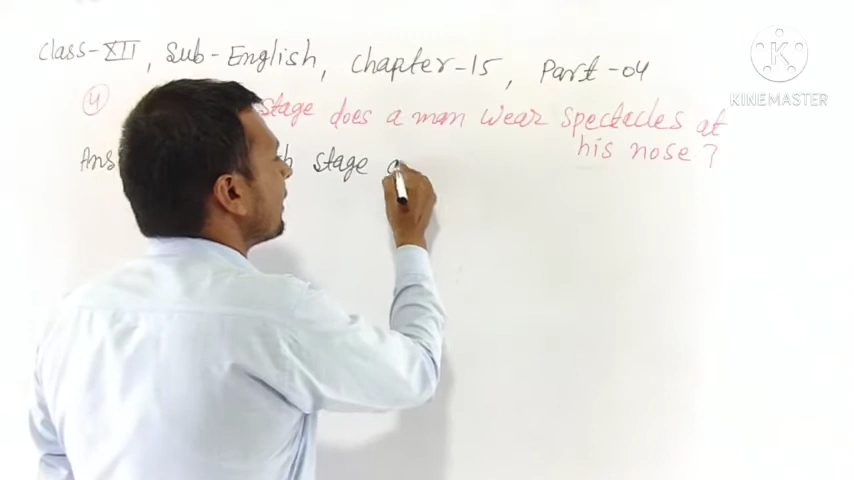 Class-XII, Sub-English, Chapter-15, Part-04
KINEMASTER
4 stage does a man wear spectacles at
his nose?
Ans stage